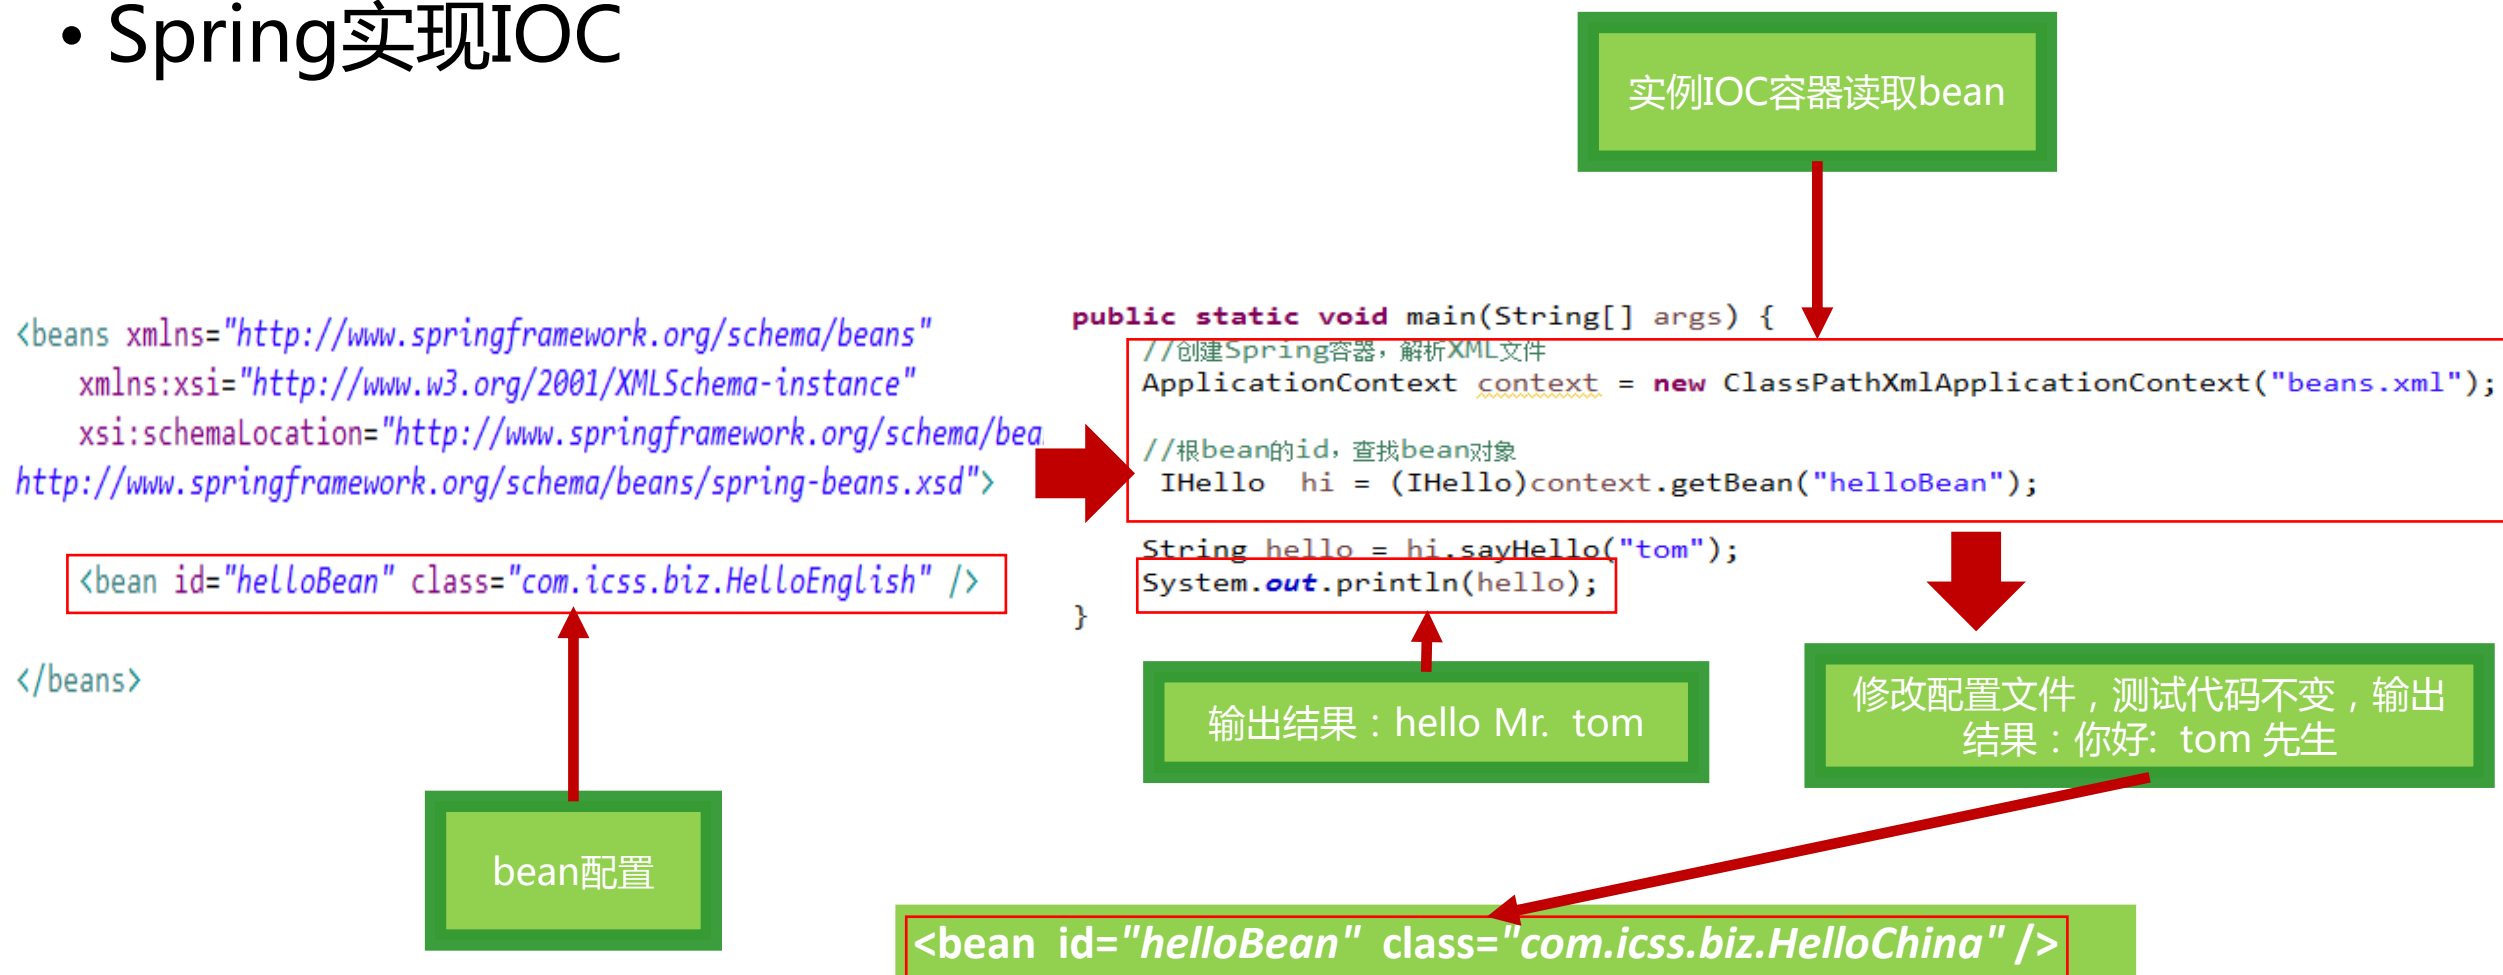 • Spring实现IOC
实例IOC容器读取bean
<beans xmlns="http://www.springframework.org/schema/beans"
xmlns:xsi="http://www.w3.org/2001/XMLSchema-instance"
xsi:schemaLocation="http://www.springframework.org/schema/bea
http://www.springframework.org/schema/beans/spring-beans.xsd">
<bean id="helloBean" class="com.icss.biz.HelloEnglish" />
</beans>
bean配置
public static void main(String[] args) {
//创建Spring容器，解析XML文件
ApplicationContext context = new ClassPathXmlApplicationContext("beans.xml");
//根bean的id，查找bean对象
IHello hi = (IHello)context.getBean("helloBean");
String hello = hi.sayHello("tom");
System.out.println(hello);
}
输出结果：hello Mr. tom
修改配置文件，测试代码不变，输出
结果：你好: tom 先生
<bean id="helloBean" class="com.icss.biz.HelloChina" />